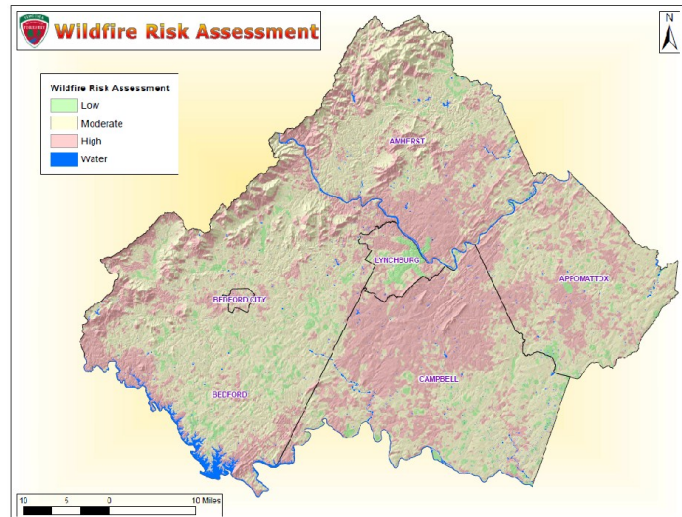 Wildfire Risk Assessment
N
Wildfire Risk Assessment
Low
Moderate
High
Water
AMHERST
LYNCHBURG
APPOMATTOX
BEDFORD CITY
CAMPBELL
BEDFORD
10 5 0 10 Miles